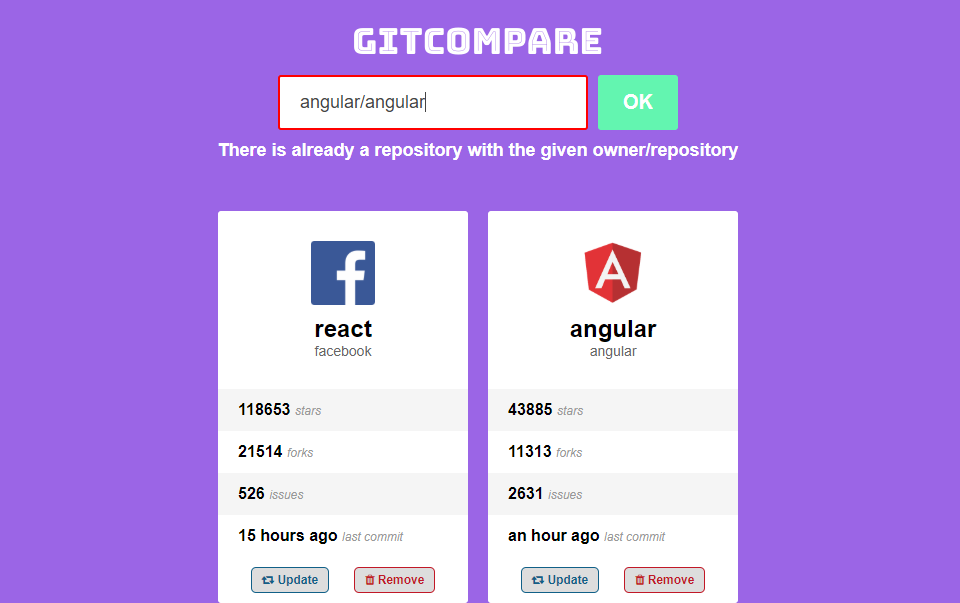 GITCOMPARE
angular/angular
OK
There is already a repository with the given owner/repository
react
facebook
118653 stars
21514 forks
526 issues
15 hours ago last commit
Update Remove
angular
angular
43885 stars
11313 forks
2631 issues
an hour ago last commit
Update Remove